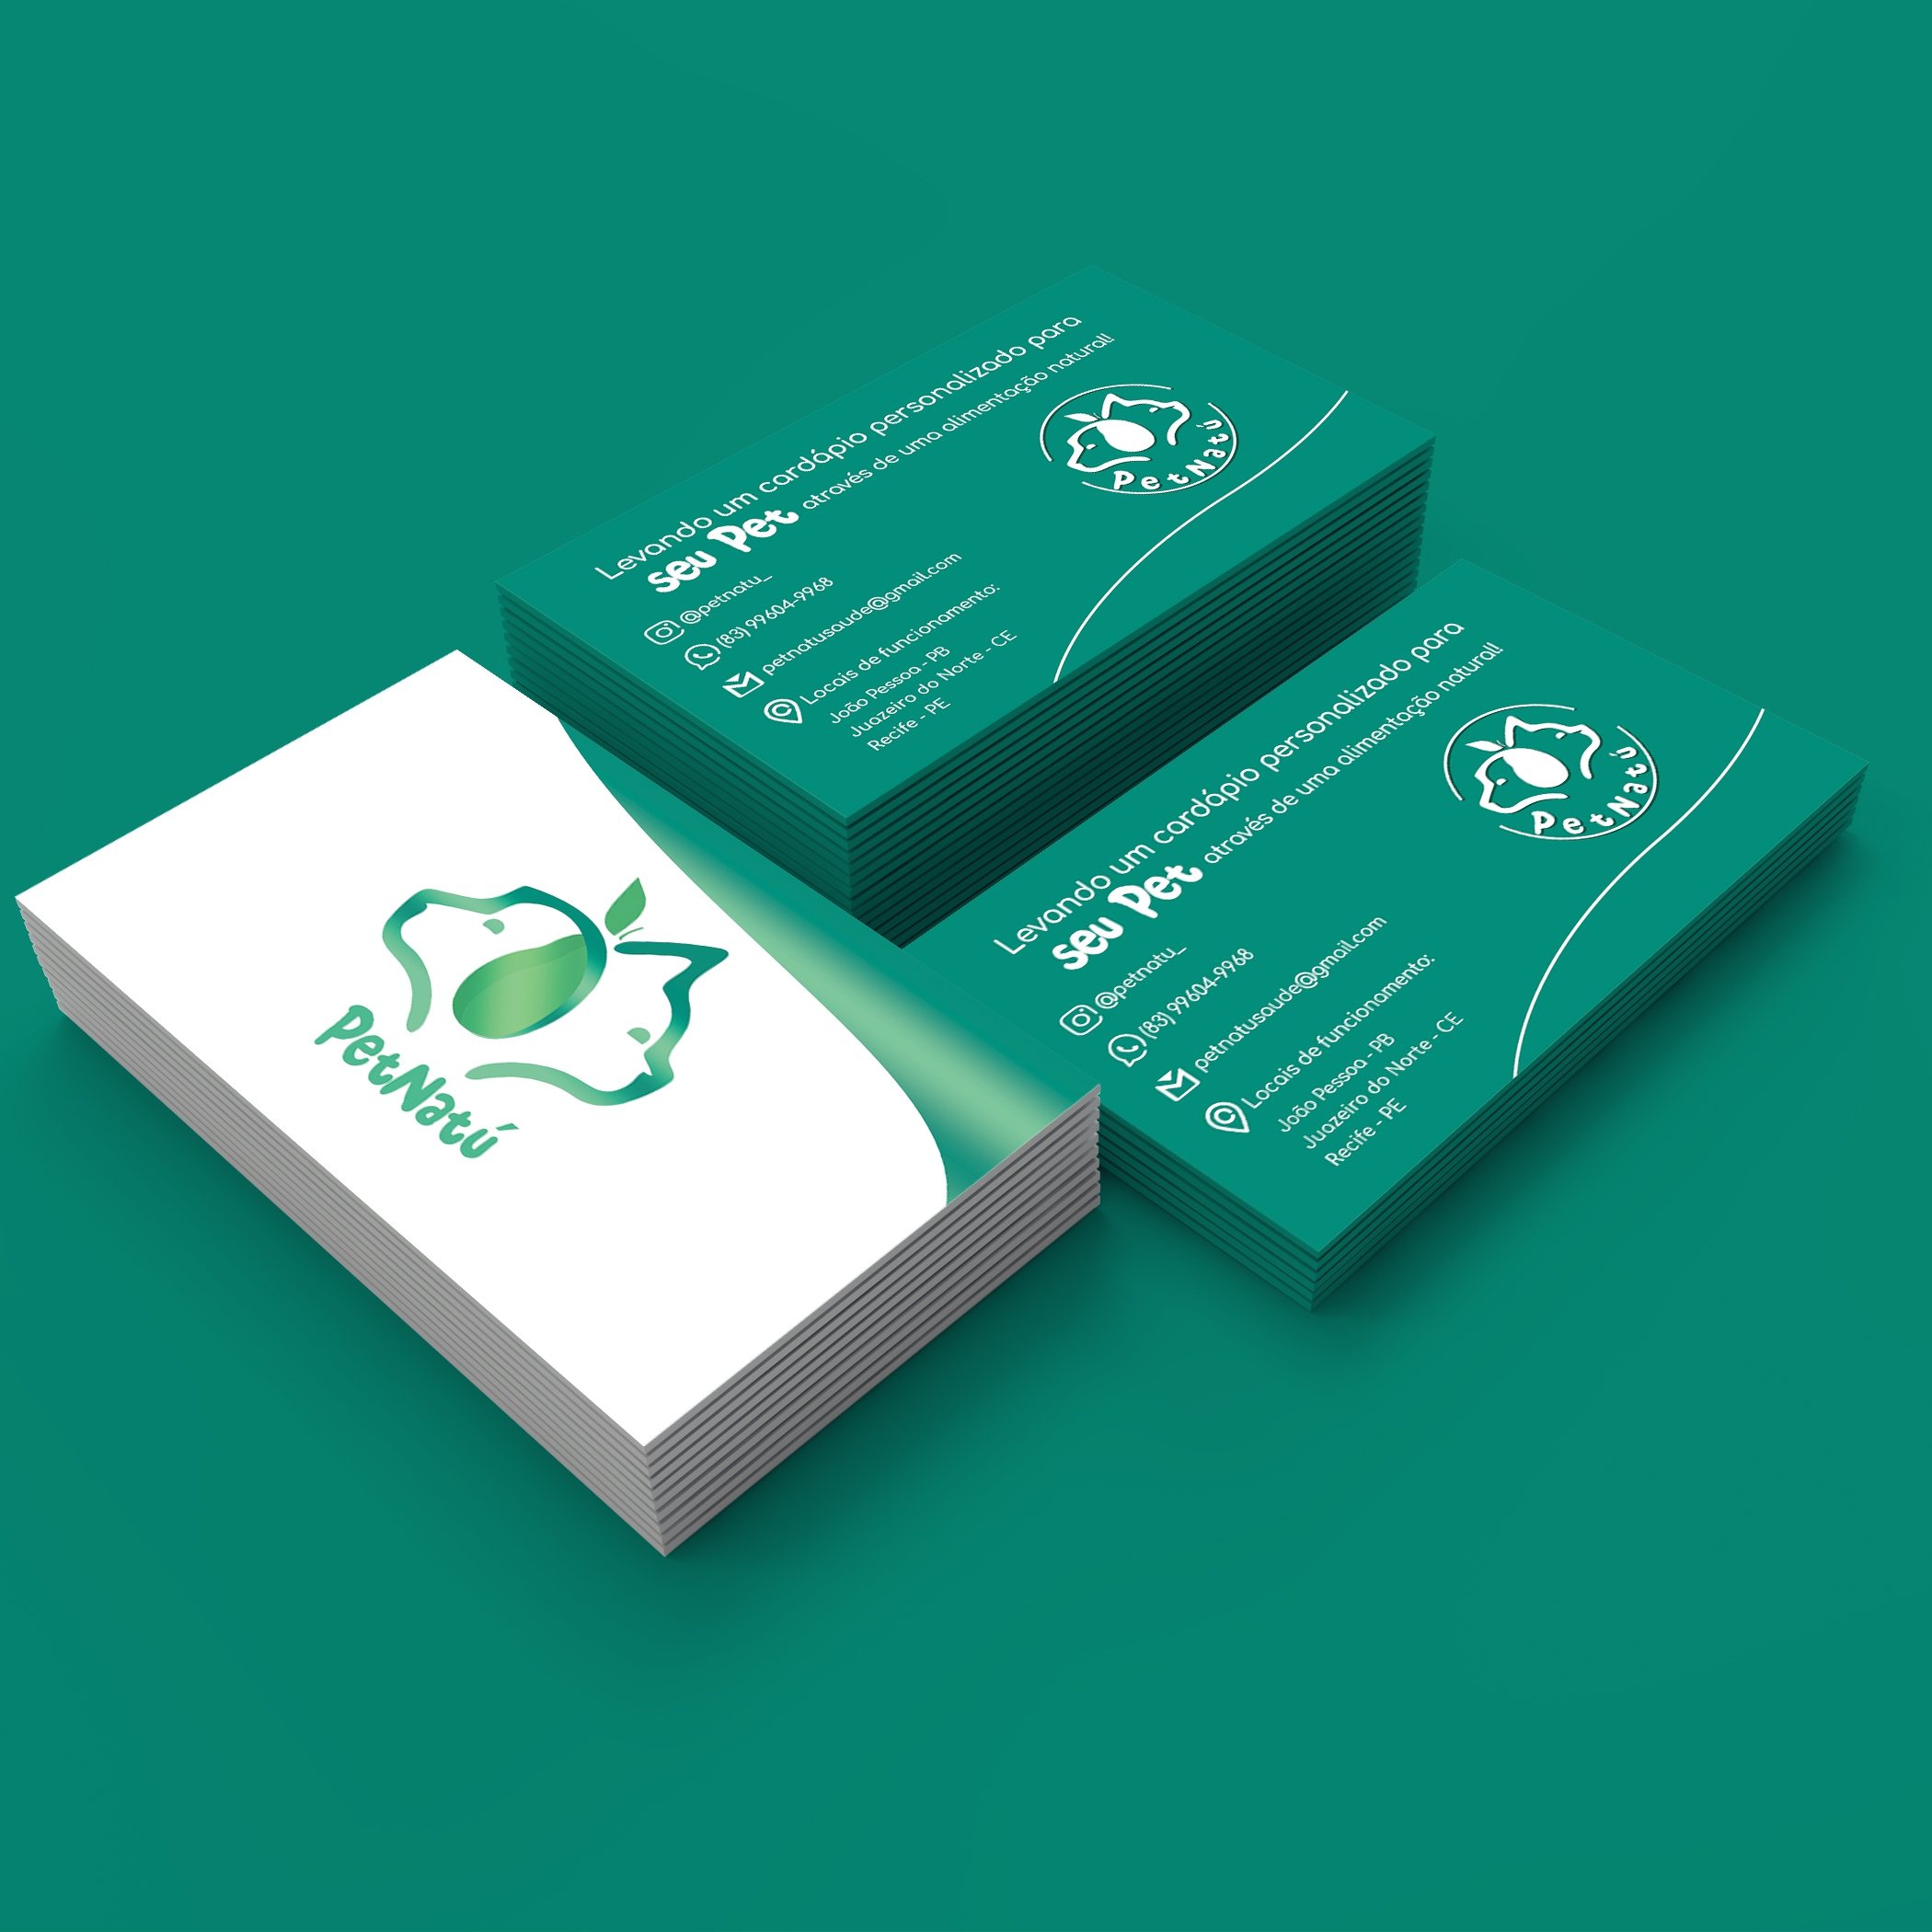 Levando um cardápio personalizado para
seu Pet através de uma alimentação natural!
@petnatu_
(83) 99604-9968
petnatusaude@gmail.com
Locais de funcionamento:
João Pessoa - PB
Juazeiro do Norte - CE
Recife - PE
PetNatú
Levando um cardápio personalizado para
seu Pet através de uma alimentação natural!
@petnatu_
(83) 99604-9968
petnatusaude@gmail.com
Locais de funcionamento:
João Pessoa - PB
Juazeiro do Norte - CE
Recife - PE
PetNatú
PetNatú